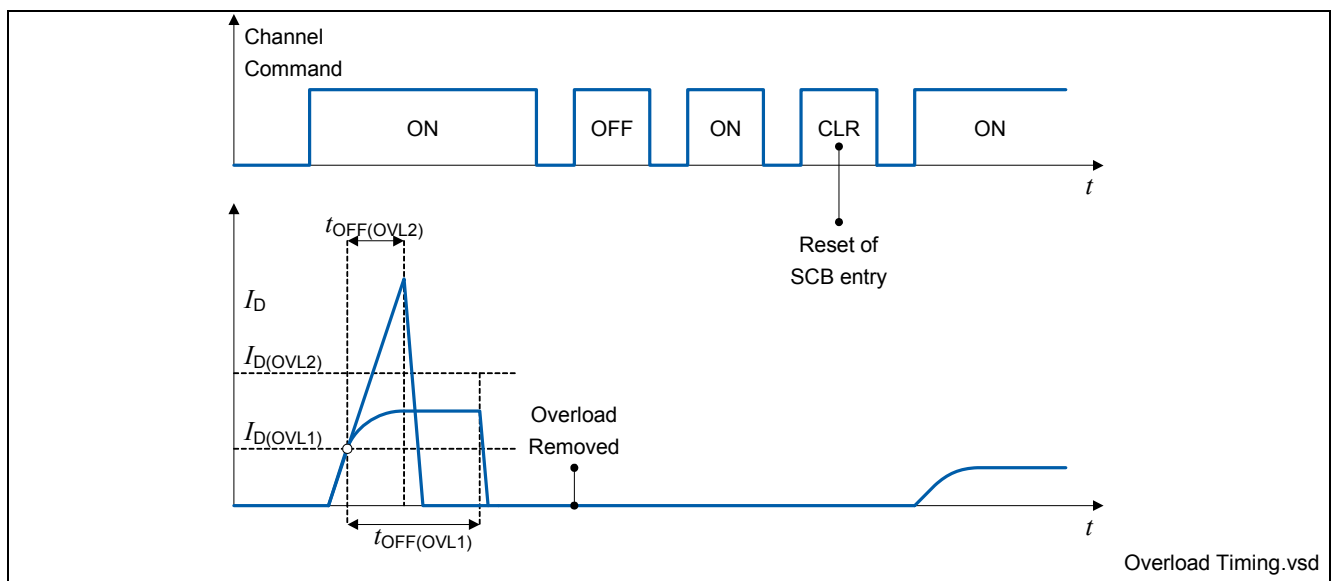 Channel
Command
ON
OFF
ON
CLR
ON
t
Reset of
SCB entry
tOFF(OVL2)
ID
ID(OVL2)
ID(OVL1)
Overload
Removed
tOFF(OVL1)
t
Overload Timing.vsd